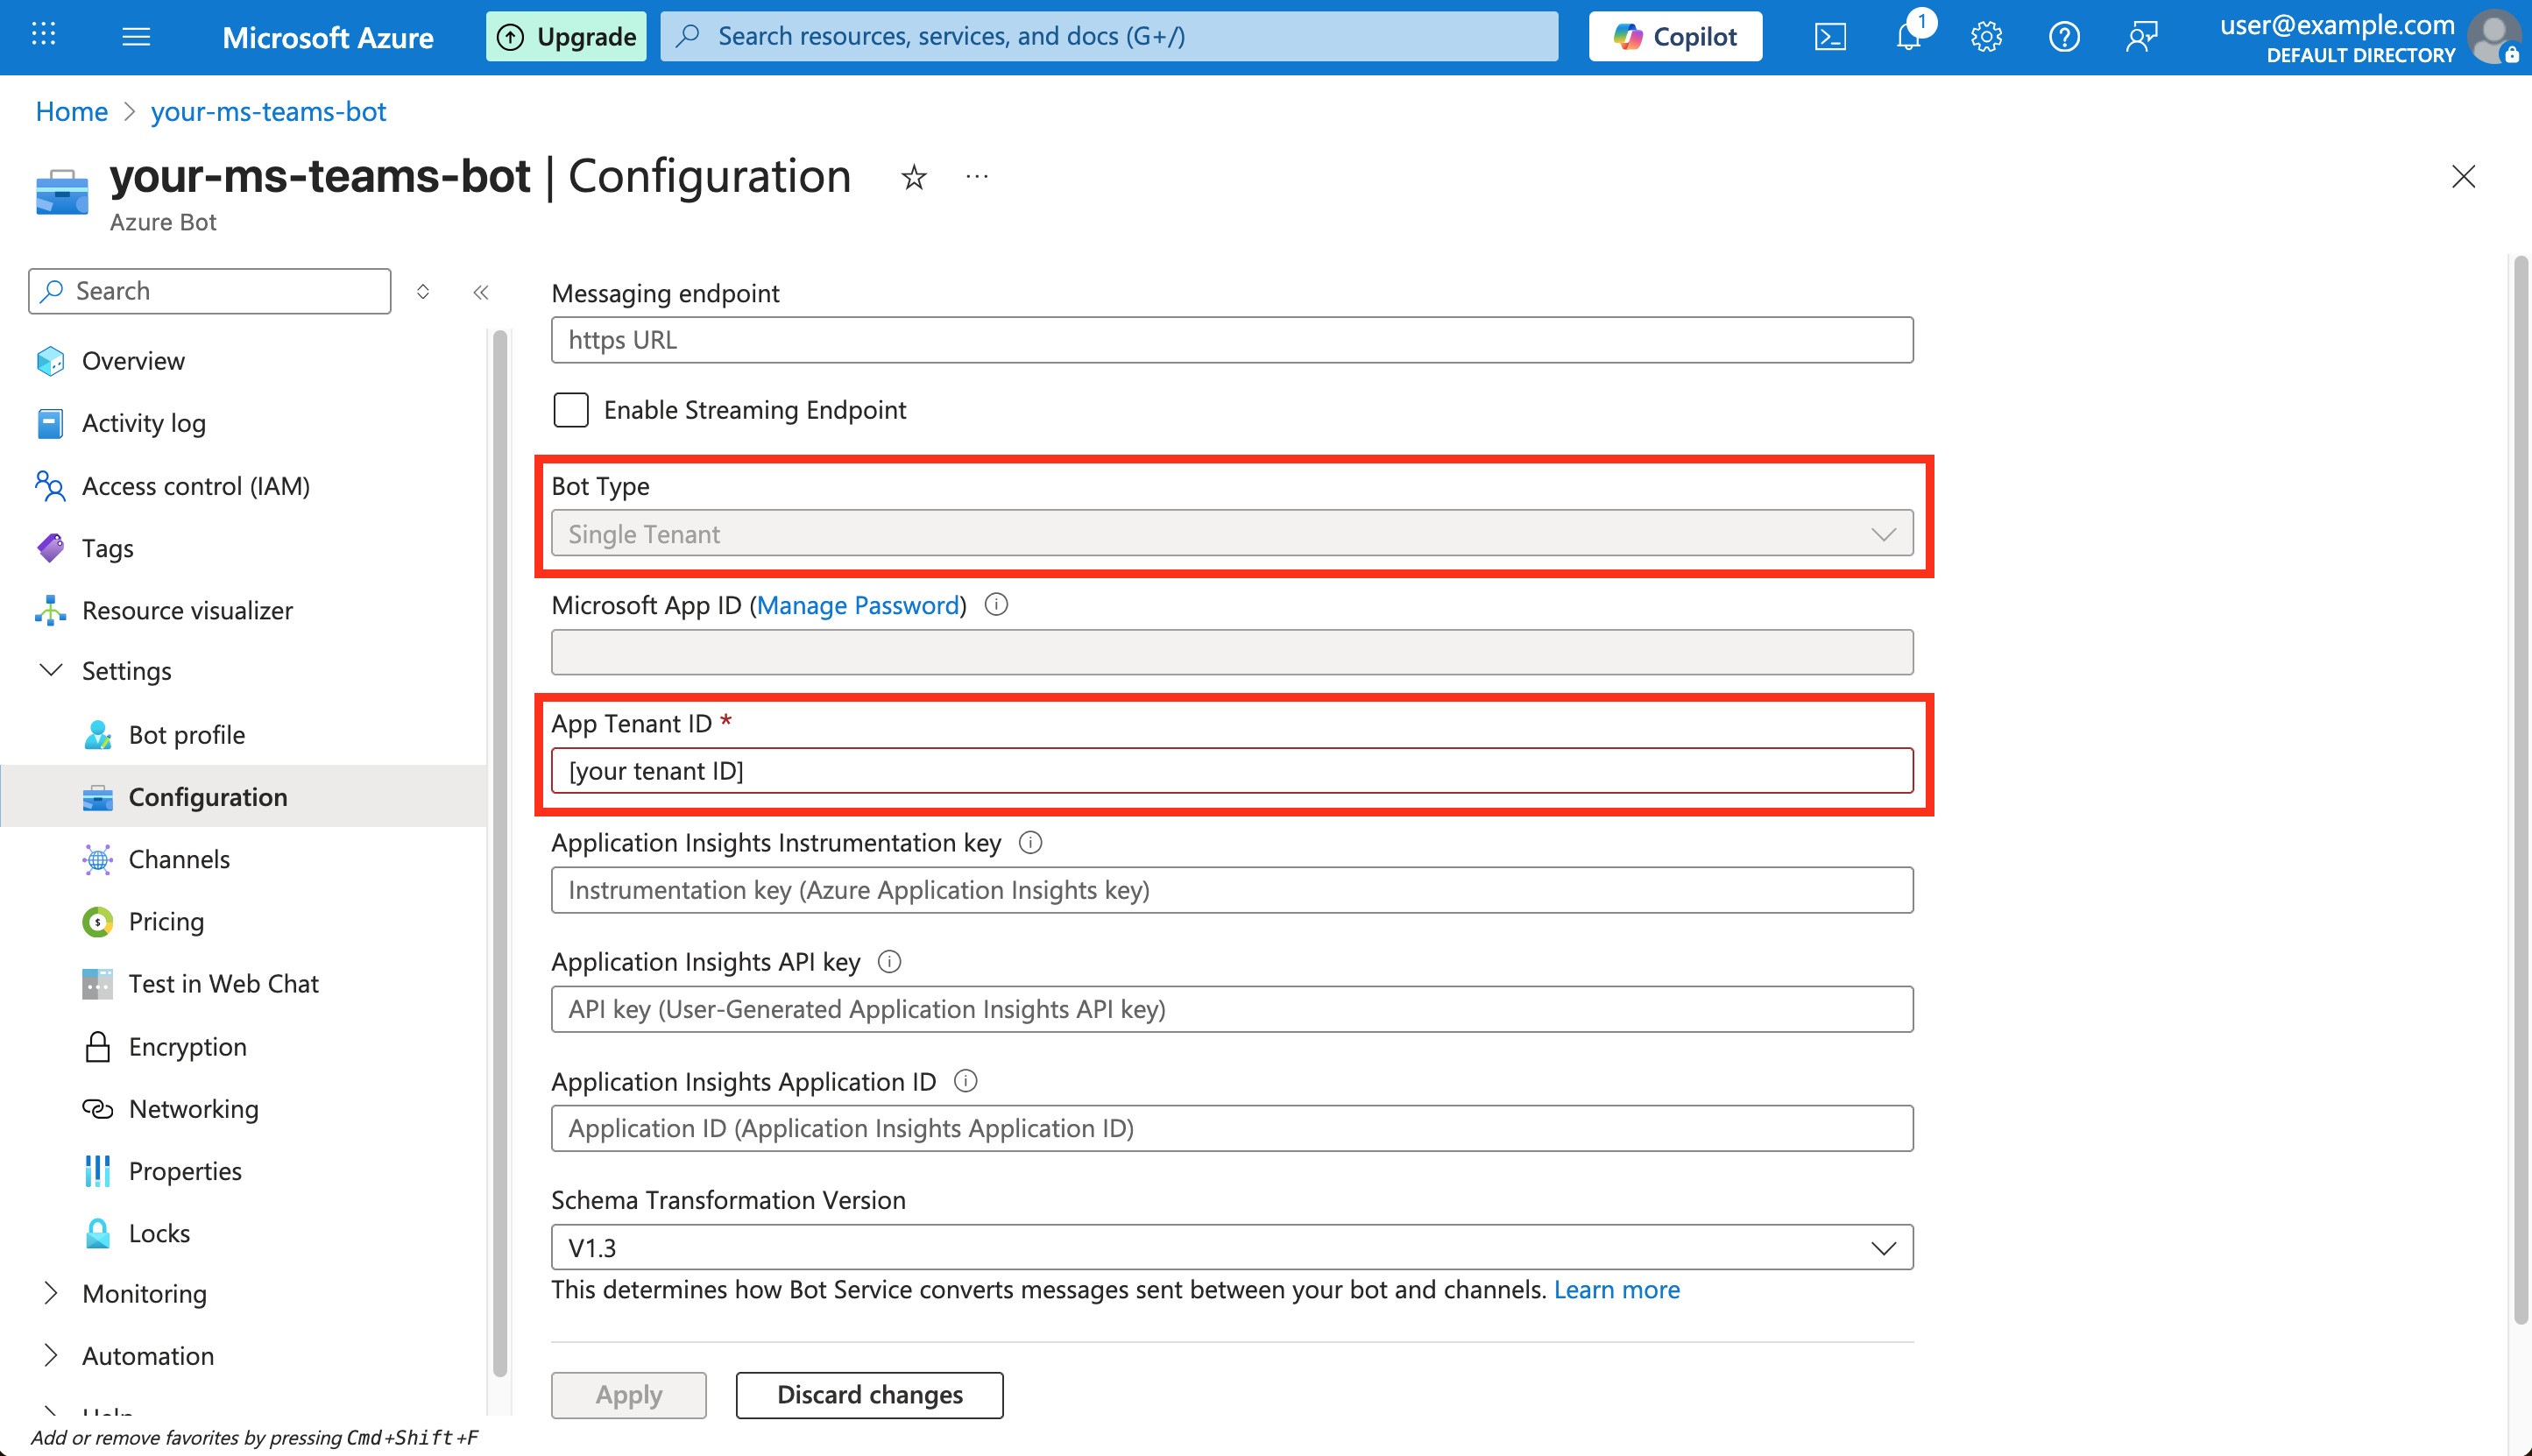 Microsoft Azure
Upgrade
Search resources, services, and docs (G+/)
Copilot
1
user@example.com
DEFAULT DIRECTORY
Home > your-ms-teams-bot
your-ms-teams-bot | Configuration
Azure Bot
Search
Overview
Activity log
Access control (IAM)
Tags
Resource visualizer
Settings
Bot profile
Configuration
Channels
Pricing
Test in Web Chat
Encryption
Networking
Properties
Locks
Monitoring
Automation
Help
Add or remove favorites by pressing Cmd+Shift+F
Messaging endpoint
https URL
Enable Streaming Endpoint
Bot Type
Single Tenant
Microsoft App ID (Manage Password)
App Tenant ID *
[your tenant ID]
Application Insights Instrumentation key
Instrumentation key (Azure Application Insights key)
Application Insights API key
API key (User-Generated Application Insights API key)
Application Insights Application ID
Application ID (Application Insights Application ID)
Schema Transformation Version
V1.3
This determines how Bot Service converts messages sent between your bot and channels. Learn more
Apply
Discard changes